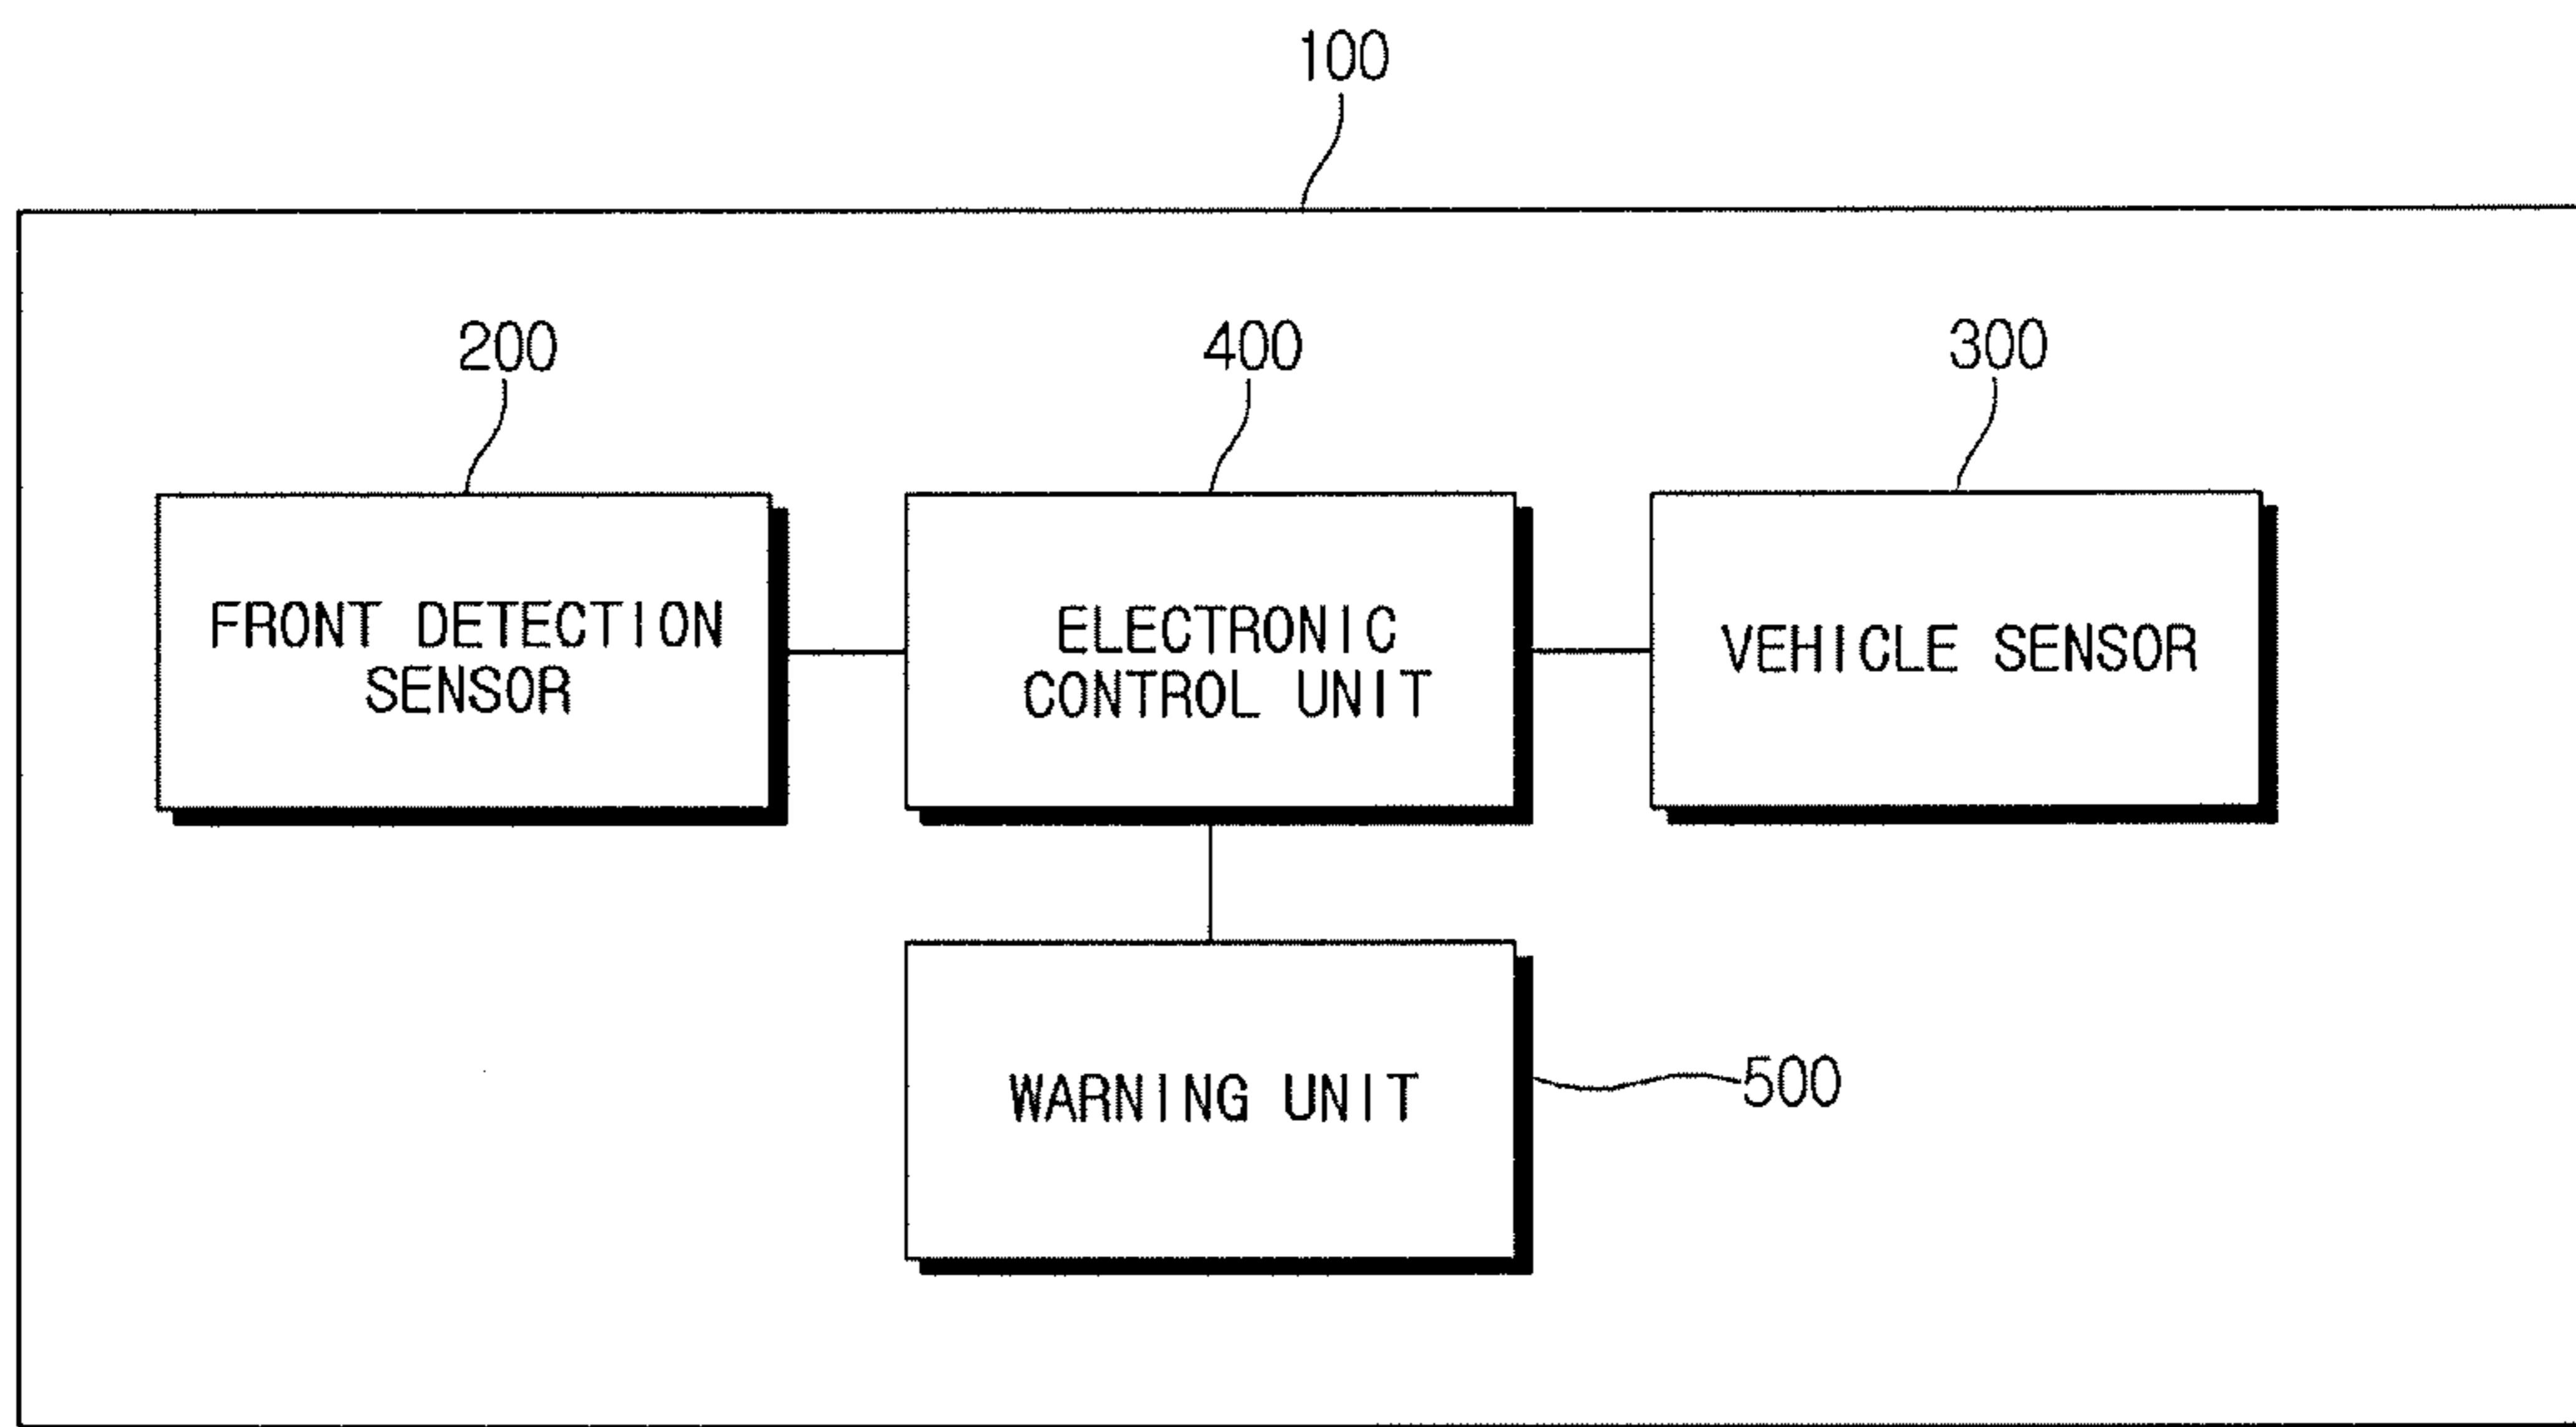 100
200
400
300
FRONT DETECTION
SENSOR
ELECTRONIC
CONTROL UNIT
VEHICLE SENSOR
WARNING UNIT
500